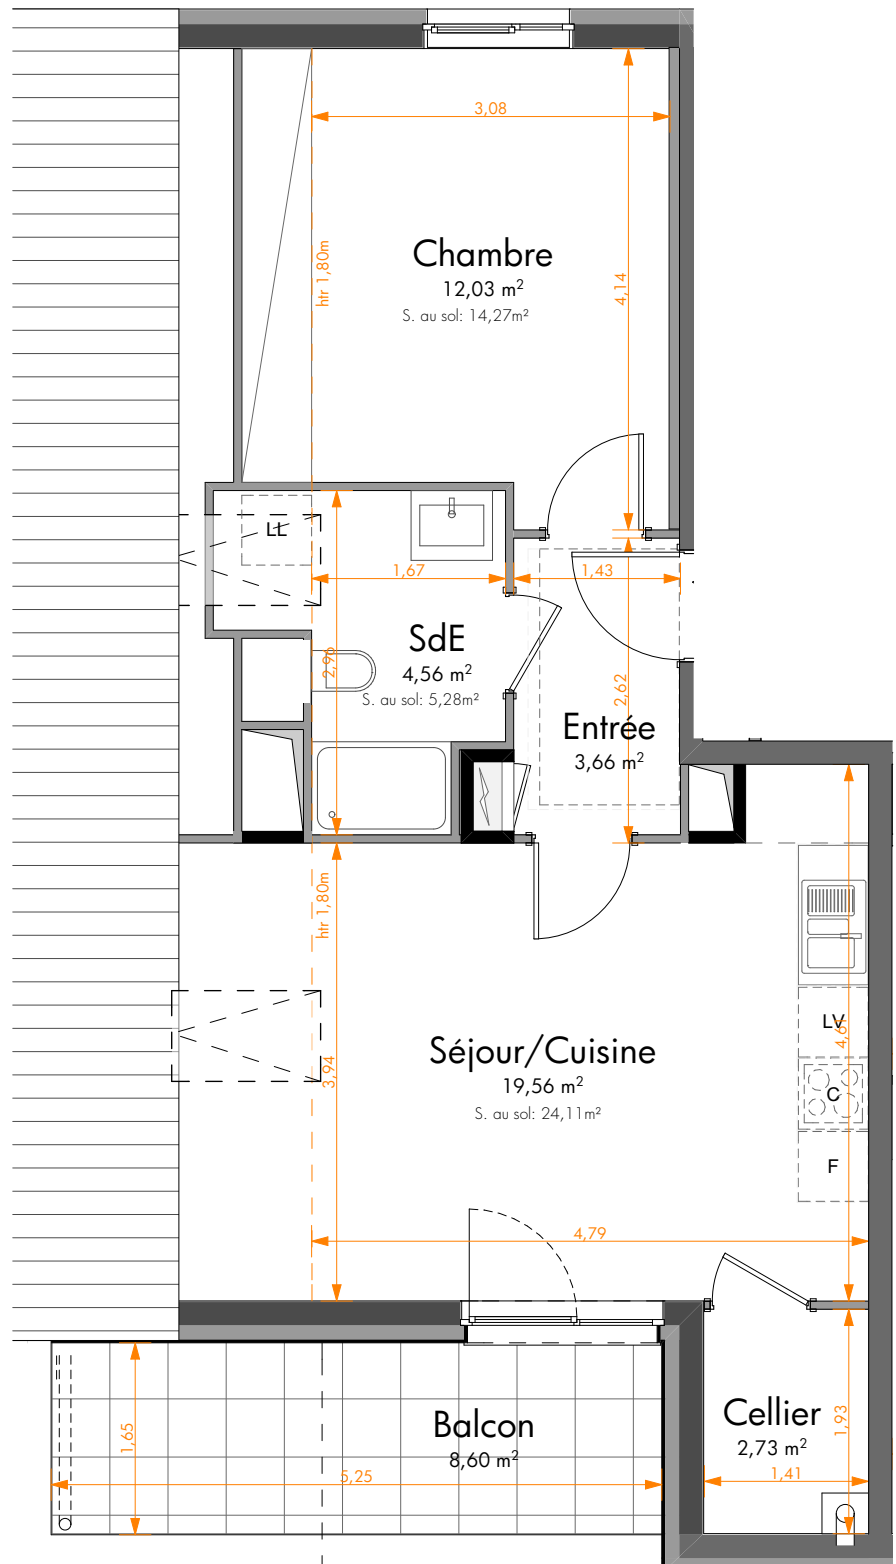 3,08
Chambre
12,03 m²
S. au sol: 14,27m²
htr 1,80m
4,14
LL
1,67
1,43
SdE
4,56 m²
S. au sol: 5,28m²
2,96
2,62
Entrée
3,66 m²
htr 1,80m
LV
4,61
Séjour/Cuisine
19,56 m²
S. au sol: 24,11m²
3,94
C
F
4,79
Balcon
8,60 m²
1,65
5,25
Cellier
2,73 m²
1,93
1,41